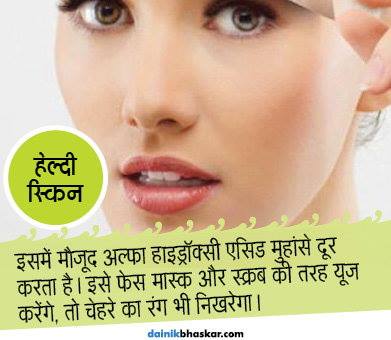 हेल्दी
स्किन
इसमें मौजूद अल्फा हाइड्रॉक्सी एसिड मुहांसे दूर
करता है। इसे फेस मास्क और स्क्रब की तरह यूज
करेंगे, तो चेहरे का रंग भी निखरेगा।
dainikbhaskar.com